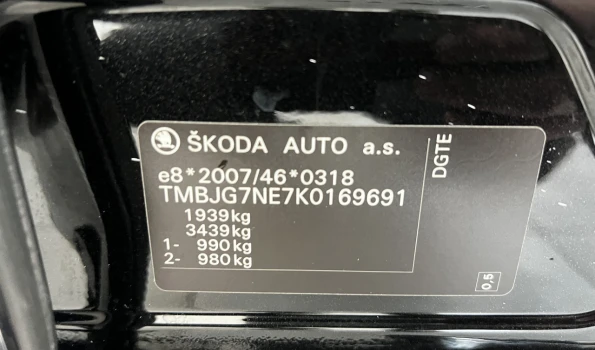 ŠKODA AUTO a.s.
e8*2007/46*0318
TMBJG7NE7K0169691
1939kg
3439kg
1- 990kg
2- 980kg
DGTE
0,5